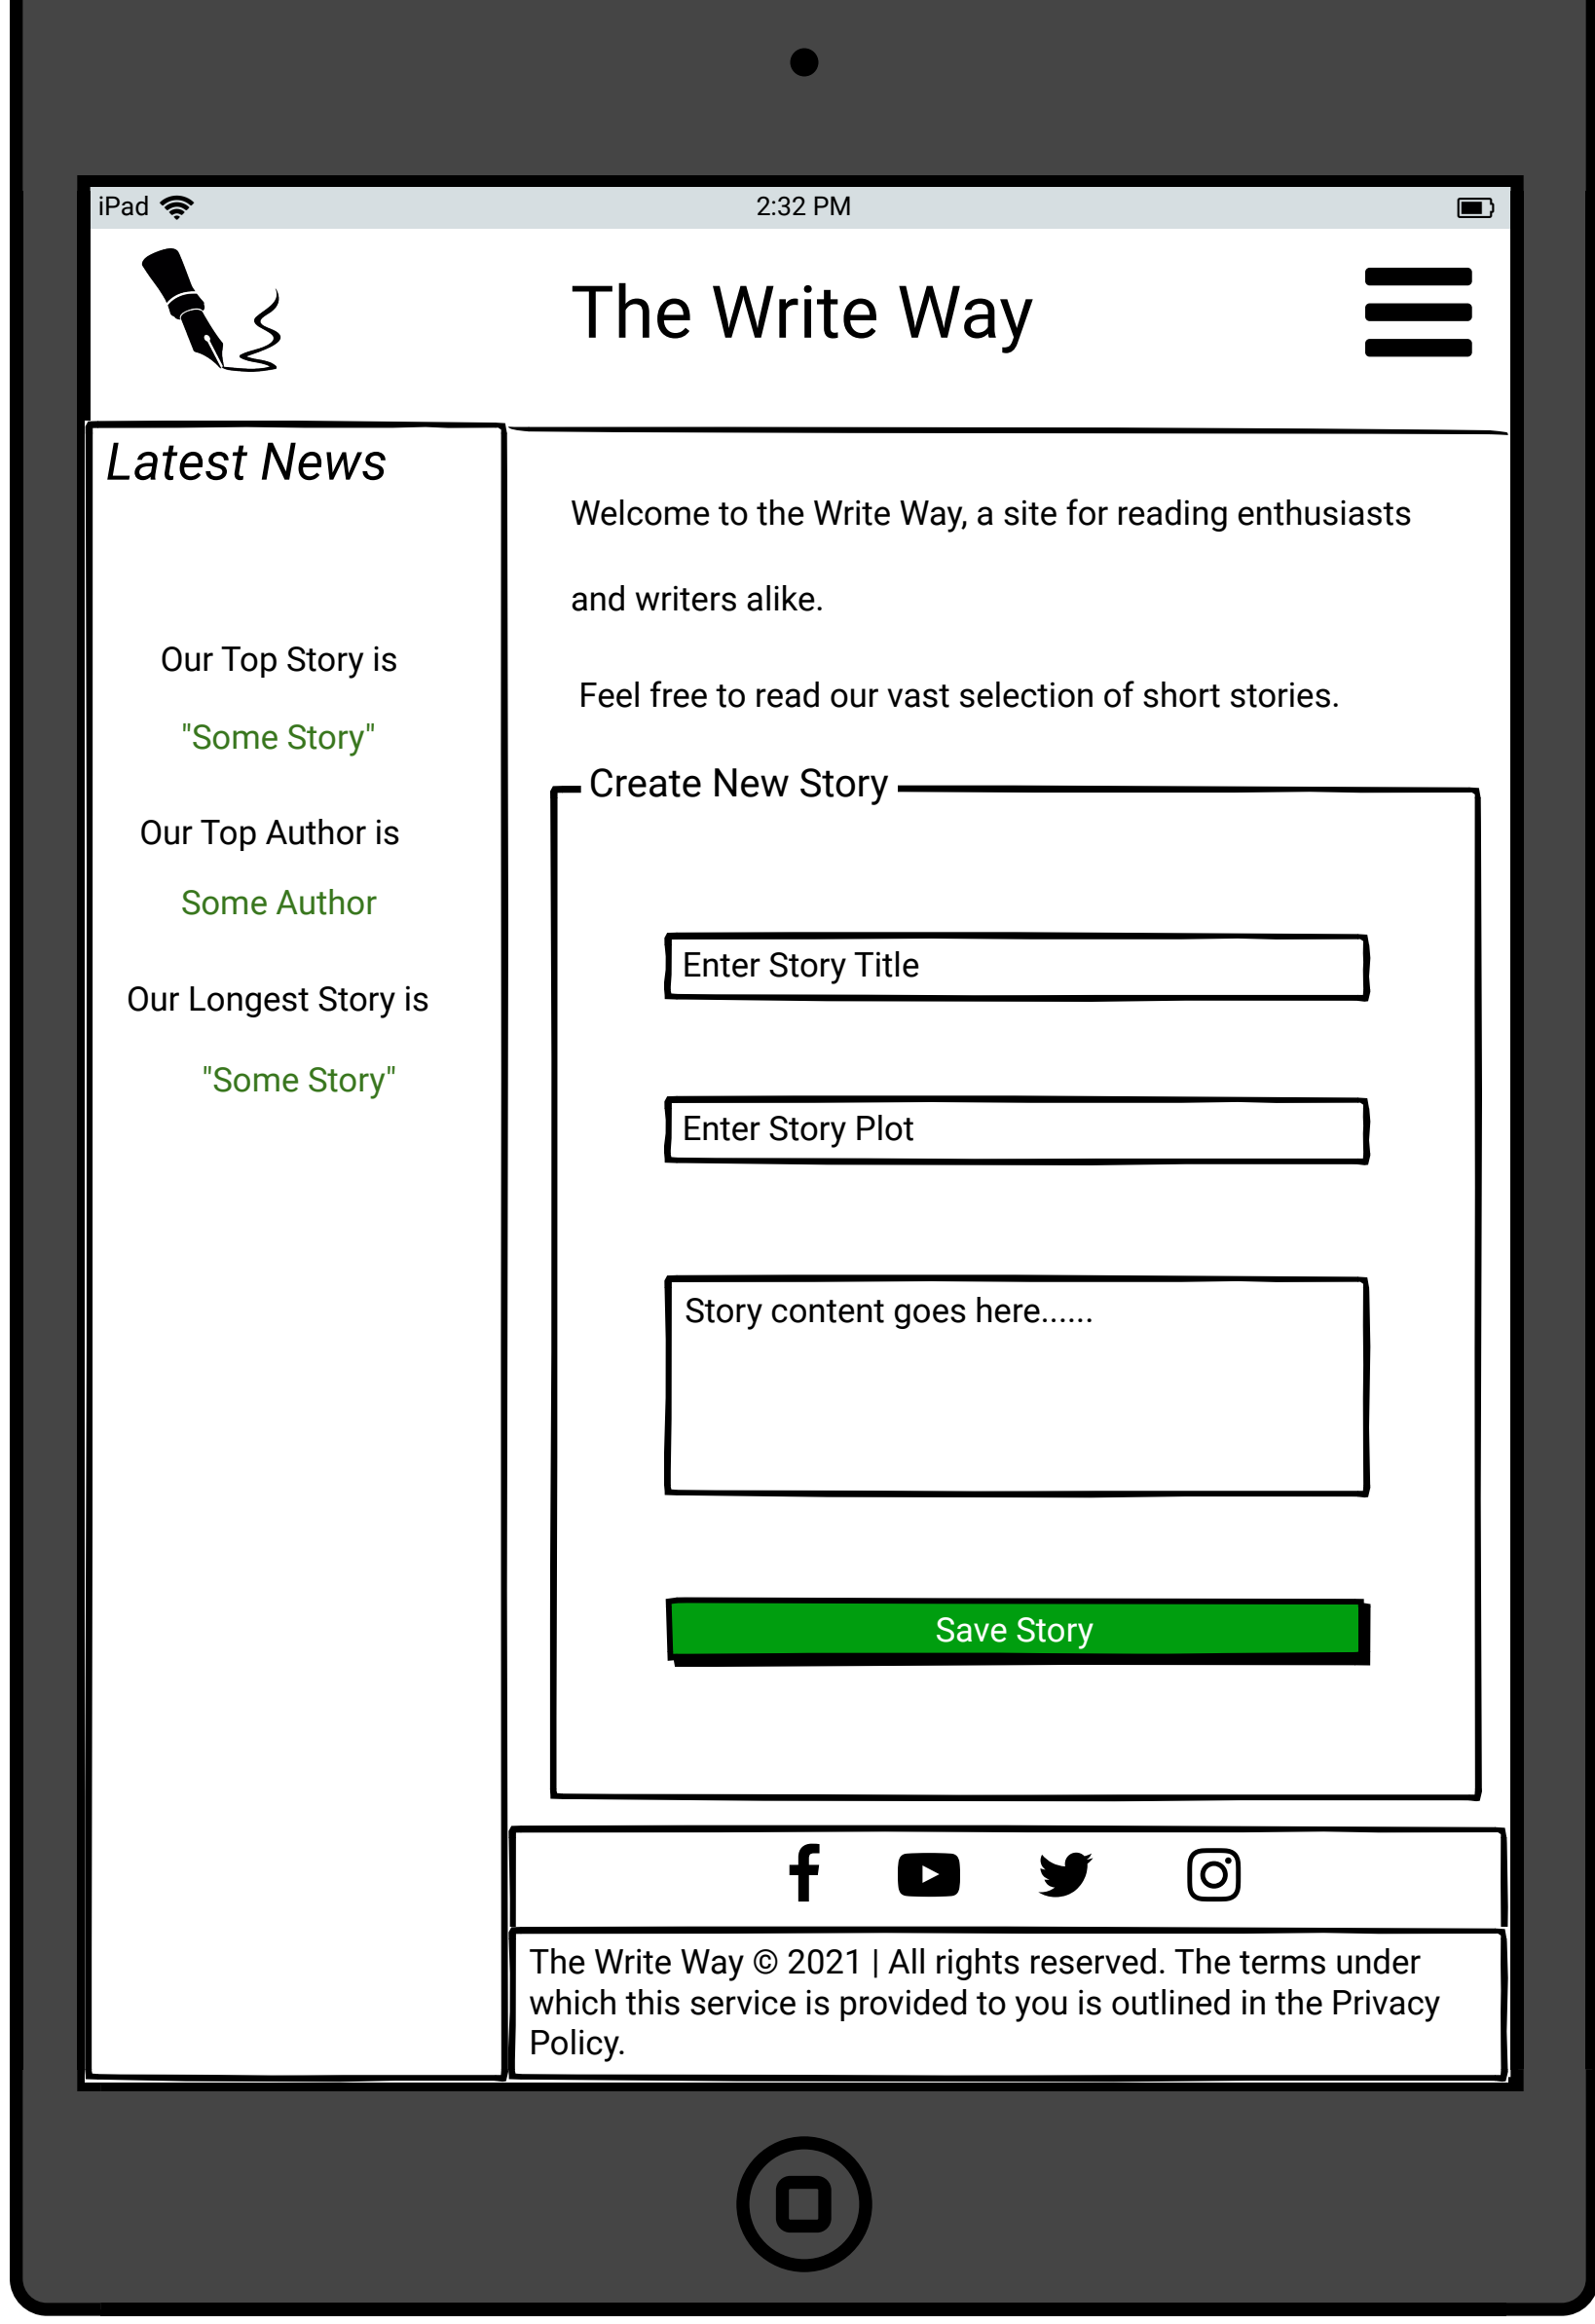 iPad
2:32 PM
The Write Way
Latest News
Our Top Story is
"Some Story"
Our Top Author is
Some Author
Our Longest Story is
"Some Story"
Welcome to the Write Way, a site for reading enthusiasts
and writers alike.
Feel free to read our vast selection of short stories.
Create New Story
Enter Story Title
Enter Story Plot
Story content goes here......
Save Story
The Write Way © 2021 | All rights reserved. The terms under
which this service is provided to you is outlined in the Privacy
Policy.